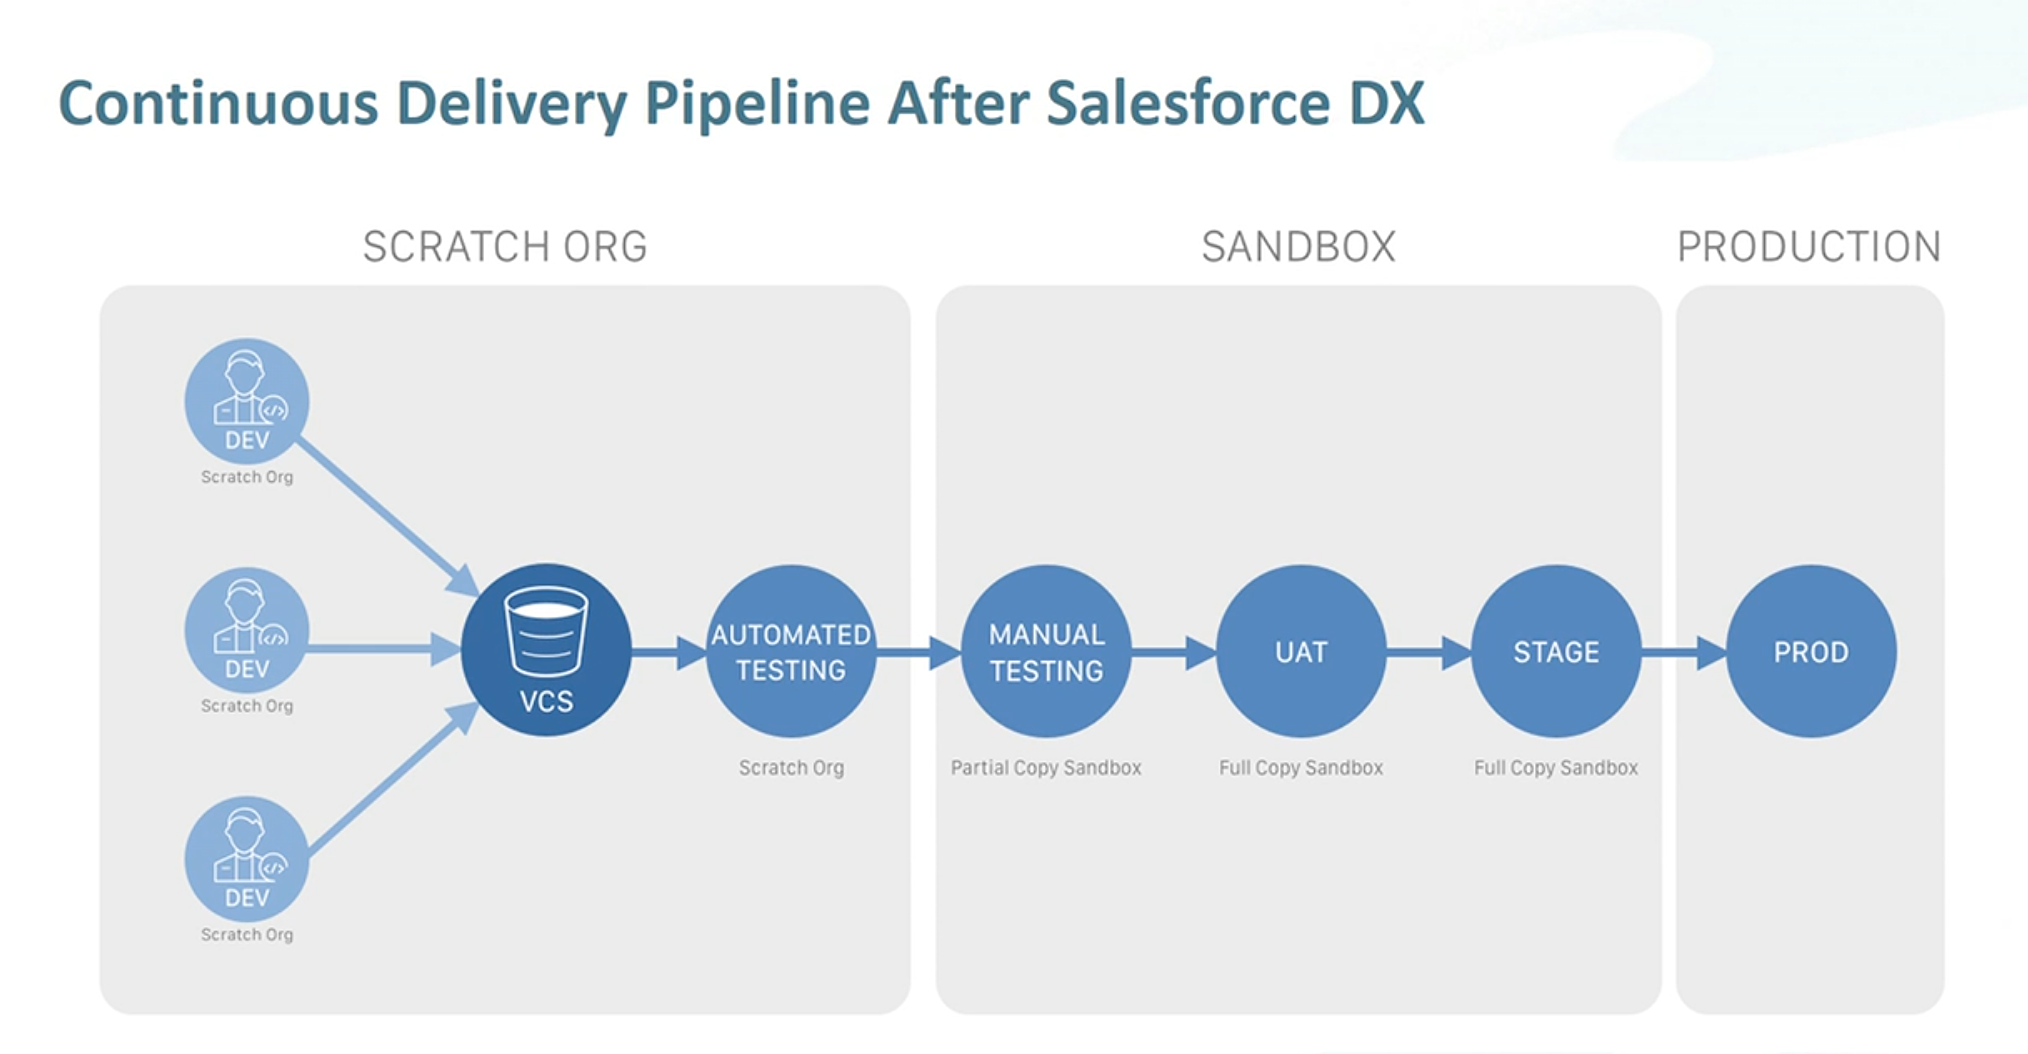 Continuous Delivery Pipeline After Salesforce DX
SCRATCH ORG
SANDBOX
PRODUCTION
DEV
Scratch Org
DEV
Scratch Org
DEV
Scratch Org
VCS
AUTOMATED
TESTING
Scratch Org
MANUAL
TESTING
Partial Copy Sandbox
UAT
Full Copy Sandbox
STAGE
Full Copy Sandbox
PROD